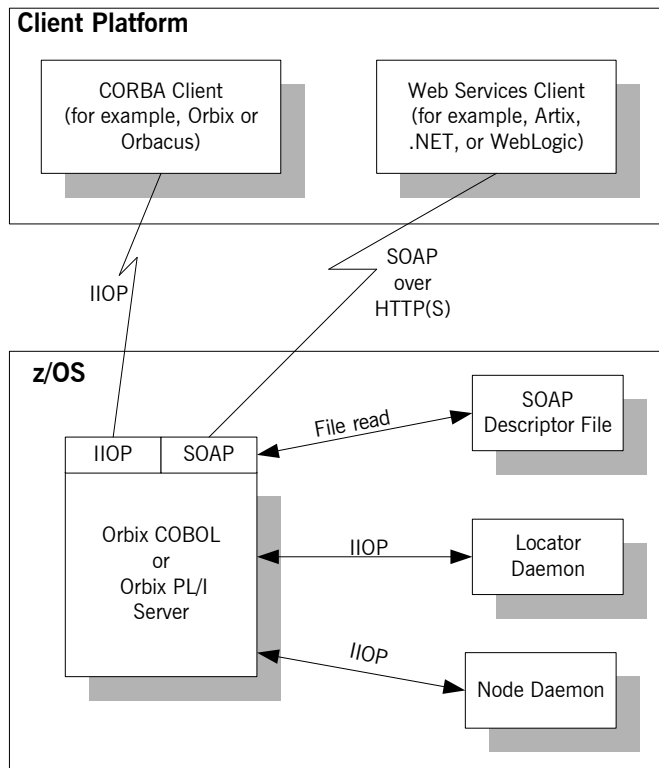 Client Platform
CORBA Client
(for example, Orbix or
Orbacus)
Web Services Client
(for example, Artix,
.NET, or WebLogic)
IIOP
SOAP
over
HTTP(S)
z/OS
IIOP
SOAP
File read
SOAP
Descriptor File
Orbix COBOL
or
Orbix PL/I
Server
IIOP
Locator
Daemon
IIOP
Node Daemon